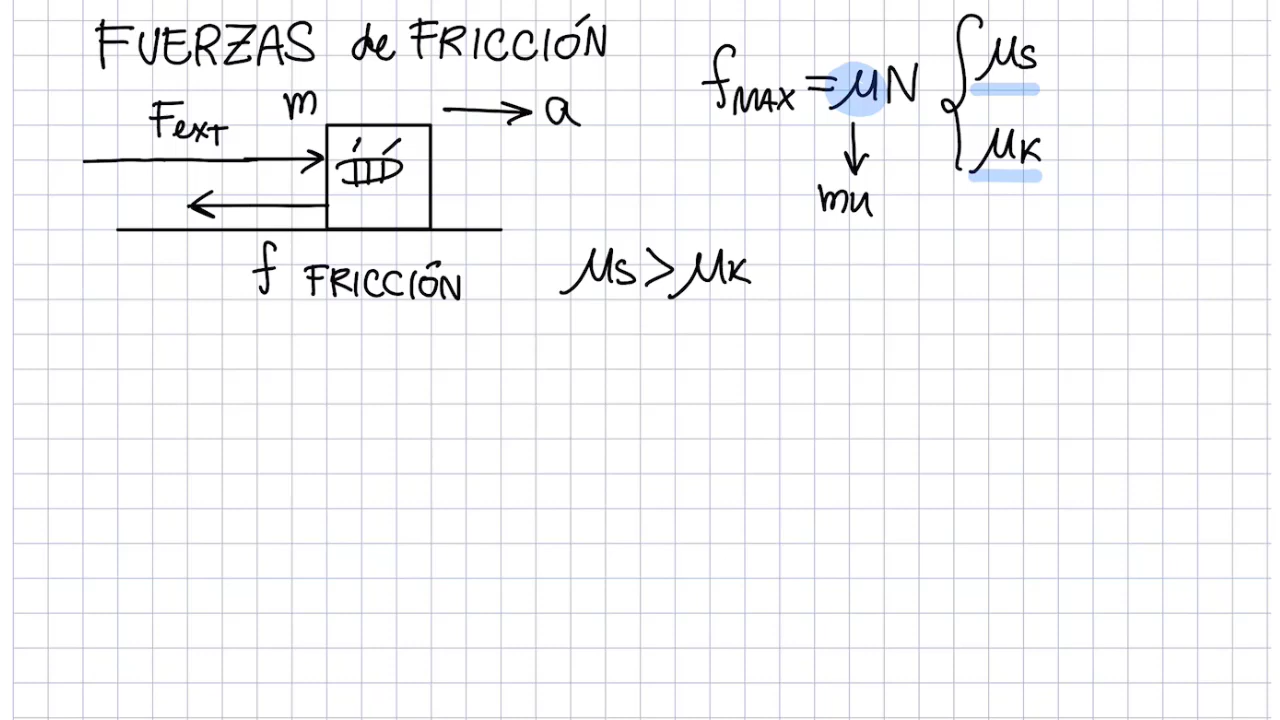 FUERZAS de FRICCIÓN
Fext
m
a
f FRICCIÓN
fMAX = μN { μs
μk
mu
μs > μk